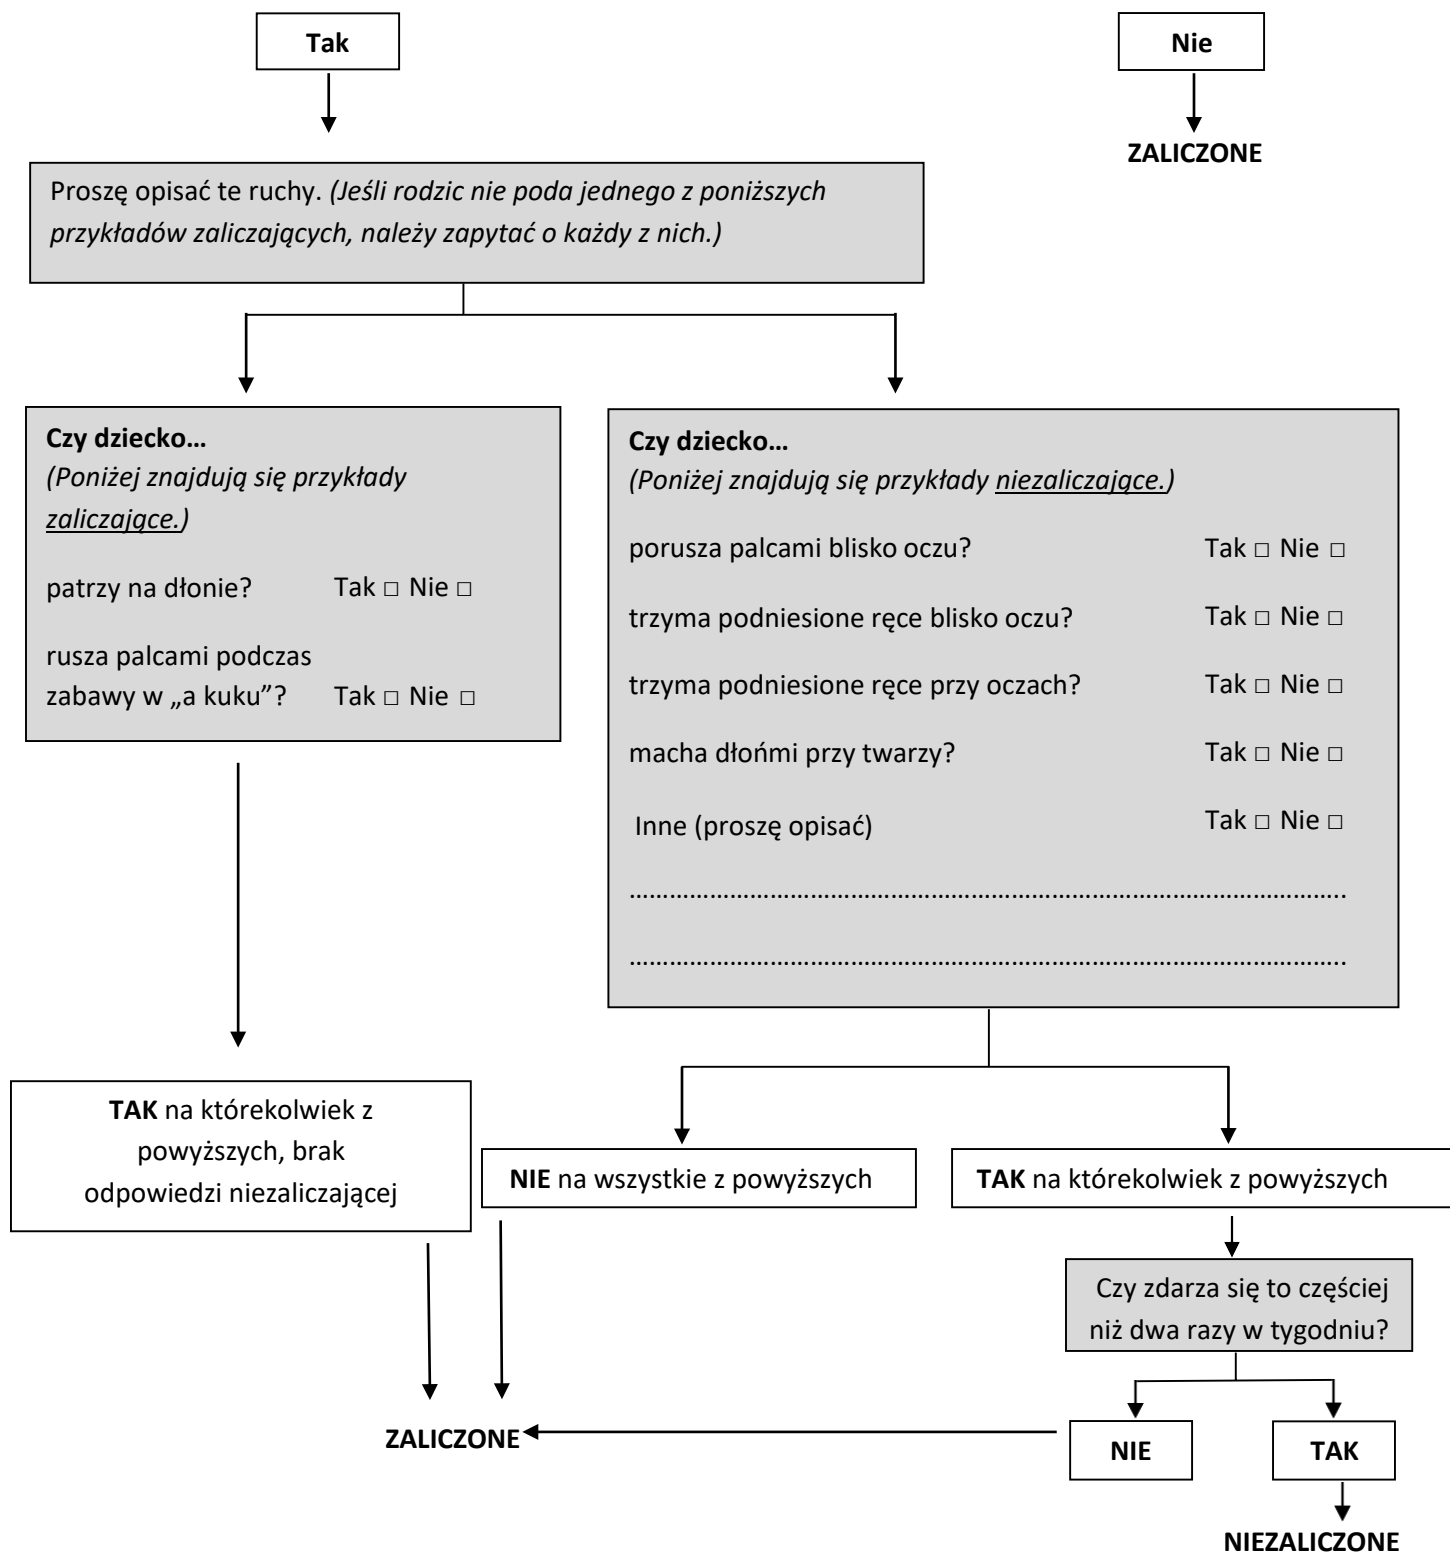 Tak
Nie
ZALICZONE
Proszę opisać te ruchy. (Jeśli rodzic nie poda jednego z poniższych
przykładów zaliczających, należy zapytać o każdy z nich.)
Czy dziecko…
(Poniżej znajdują się przykłady
zaliczające.)
patrzy na dłonie? Tak □ Nie □
rusza palcami podczas
zabawy w „a kuku”? Tak □ Nie □
Czy dziecko…
(Poniżej znajdują się przykłady niezaliczające.)
porusza palcami blisko oczu? Tak □ Nie □
trzyma podniesione ręce blisko oczu? Tak □ Nie □
trzyma podniesione ręce przy oczach? Tak □ Nie □
macha dłońmi przy twarzy? Tak □ Nie □
Inne (proszę opisać) Tak □ Nie □
................................................................................
................................................................................
TAK na którekolwiek z
powyższych, brak
odpowiedzi niezaliczającej
NIE na wszystkie z powyższych
TAK na którekolwiek z powyższych
Czy zdarza się to częściej
niż dwa razy w tygodniu?
ZALICZONE
NIE
TAK
NIEZALICZONE